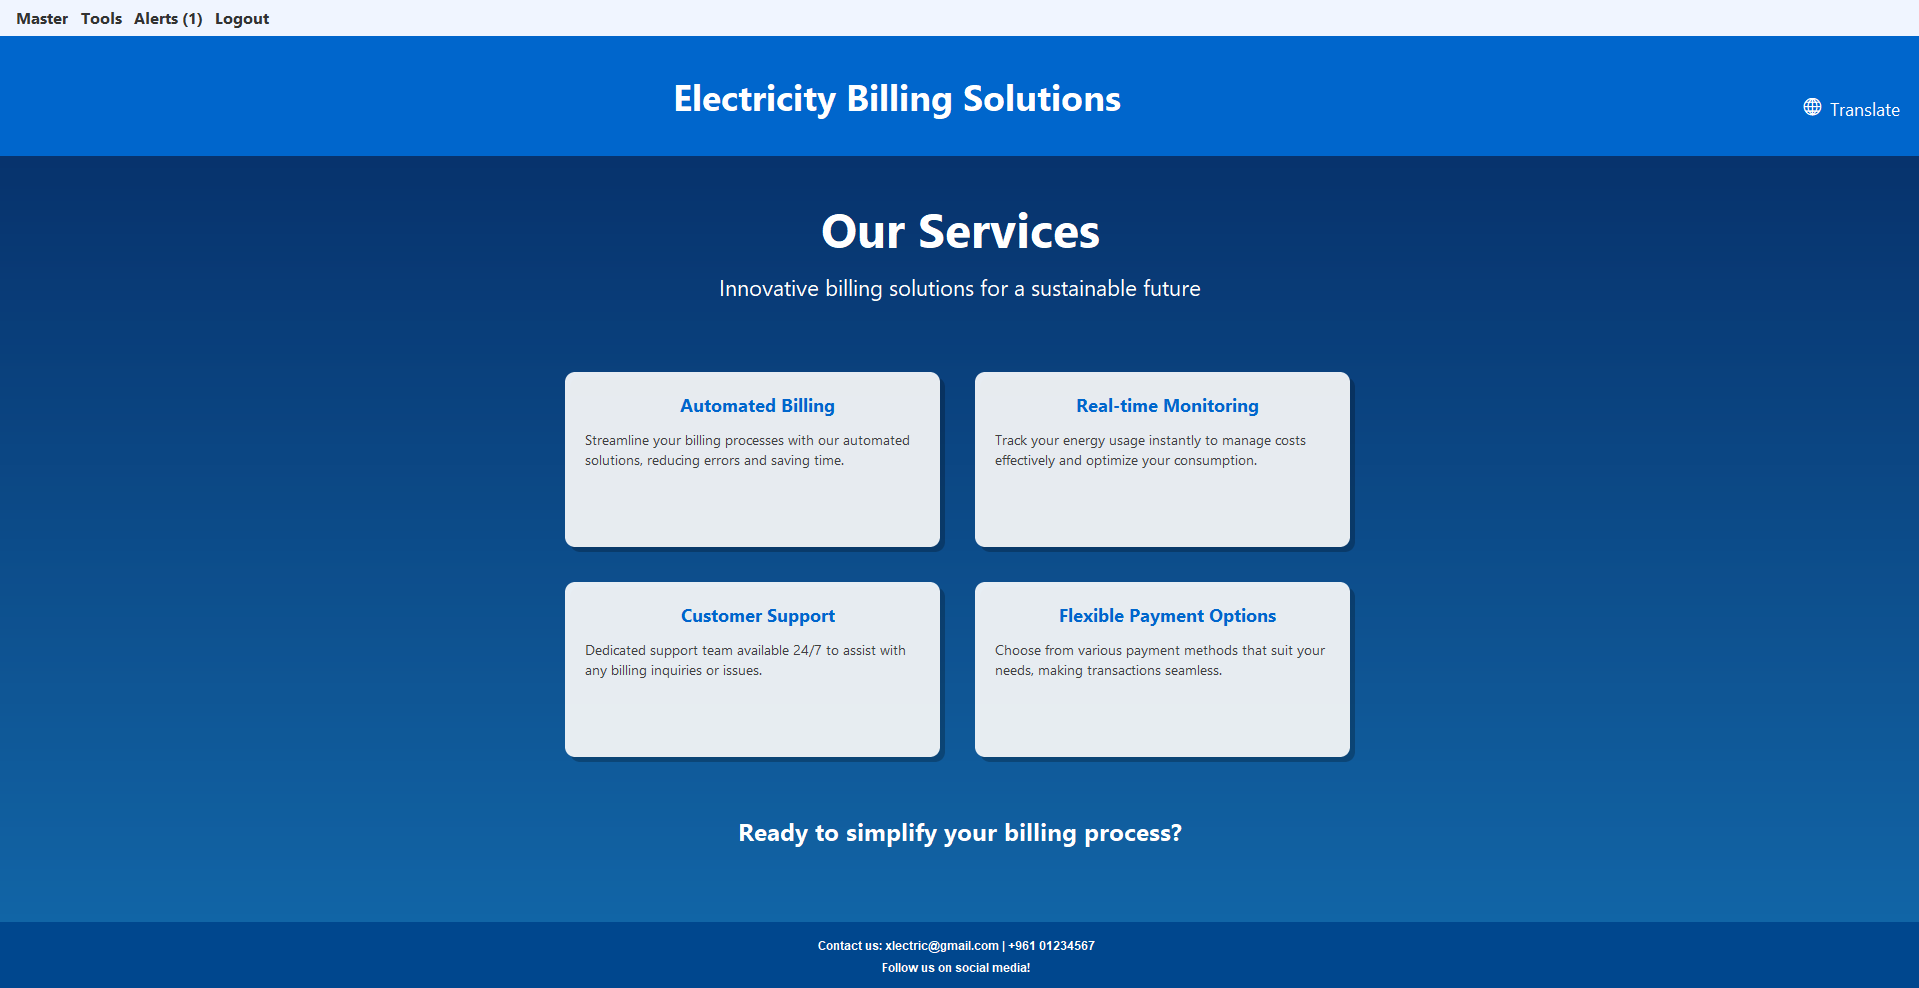 Master Tools Alerts (1) Logout
Electricity Billing Solutions
Translate
Our Services
Innovative billing solutions for a sustainable future
Automated Billing
Streamline your billing processes with our automated
solutions, reducing errors and saving time.
Real-time Monitoring
Track your energy usage instantly to manage costs
effectively and optimize your consumption.
Customer Support
Dedicated support team available 24/7 to assist with
any billing inquiries or issues.
Flexible Payment Options
Choose from various payment methods that suit your
needs, making transactions seamless.
Ready to simplify your billing process?
Contact us: xlectric@gmail.com | +961 01234567
Follow us on social media!